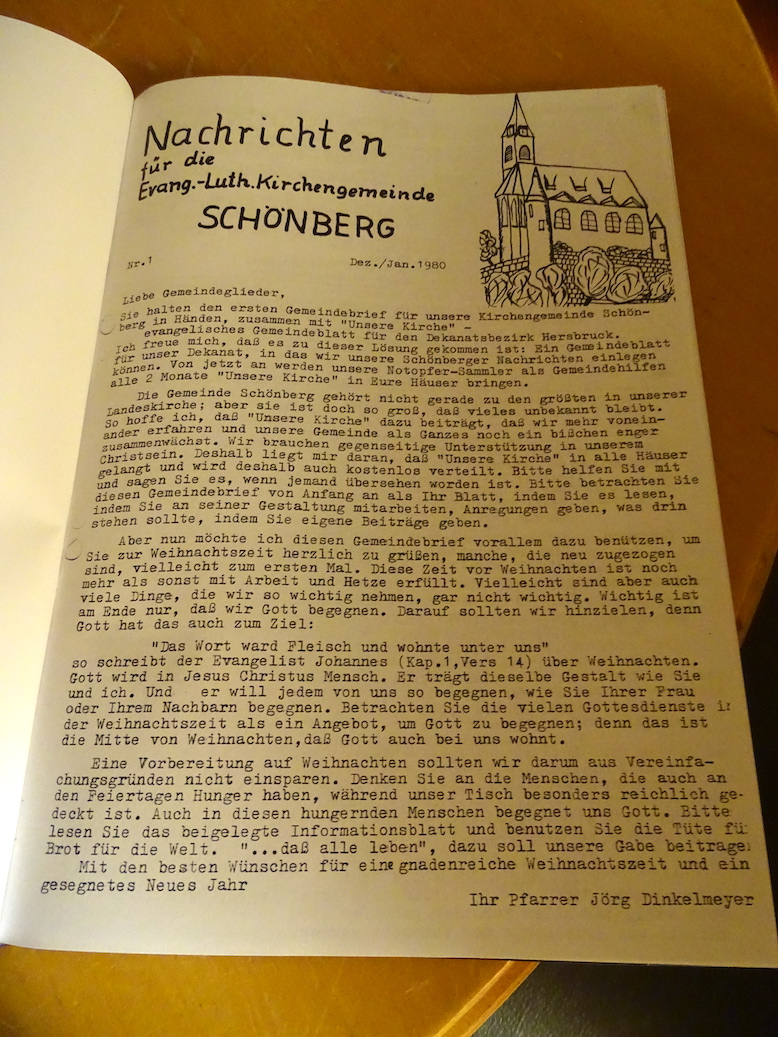 Nachrichten
für die
Evang.-Luth.Kirchengemeinde
SCHÖNBERG
Nr.1 Dez./Jan.1980
Liebe Gemeindeglieder,
Sie halten den ersten Gemeindebrief für unsere Kirchengemeinde Schön-
berg in Händen, zusammen mit "Unsere Kirche" -
evangelisches Gemeindeblatt für den Dekanatsbezirk Hersbruck.
Ich freue mich, daß es zu dieser Lösung gekommen ist: Ein Gemeindeblatt
für unser Dekanat, in das wir unsere Schönberger Nachrichten einlegen
können. Von jetzt an werden unsere Notopfer-Sammler als Gemeindehilfen
alle 2 Monate "Unsere Kirche" in Eure Häuser bringen.
Die Gemeinde Schönberg gehört nicht gerade zu den größten in unserer
Landeskirche; aber sie ist doch so groß, daß vieles unbekannt bleibt.
So hoffe ich, daß "Unsere Kirche" dazu beiträgt, daß wir mehr vonein-
ander erfahren und unsere Gemeinde als Ganzes noch ein bißchen enger
zusammenwächst. Wir brauchen gegenseitige Unterstützung in unserem
Christsein. Deshalb liegt mir daran, daß "Unsere Kirche" in alle Häuser
gelangt und wird deshalb auch kostenlos verteilt. Bitte helfen Sie mit
und sagen Sie es, wenn jemand übersehen worden ist. Bitte betrachten Sie
diesen Gemeindebrief von Anfang an als Ihr Blatt, indem Sie es lesen,
indem Sie an seiner Gestaltung mitarbeiten, Anregungen geben, was drin
stehen sollte, indem Sie eigene Beiträge geben.
Aber nun möchte ich diesen Gemeindebrief vorallem dazu benützen, um
Sie zur Weihnachtszeit herzlich zu grüßen, manche, die neu zugezogen
sind, vielleicht zum ersten Mal. Diese Zeit vor Weihnachten ist noch
mehr als sonst mit Arbeit und Hetze erfüllt. Vielleicht sind aber auch
viele Dinge, die wir so wichtig nehmen, gar nicht wichtig. Wichtig ist
am Ende nur, daß wir Gott begegnen. Darauf sollten wir hinzielen, denn
Gott hat das auch zum Ziel:
"Das Wort ward Fleisch und wohnte unter uns"
so schreibt der Evangelist Johannes (Kap.1,Vers 14) über Weihnachten.
Gott wird in Jesus Christus Mensch. Er trägt dieselbe Gestalt wie Sie
und ich. Und er will jedem von uns so begegnen, wie Sie Ihrer Frau
oder Ihrem Nachbarn begegnen. Betrachten Sie die vielen Gottesdienste i
der Weihnachtszeit als ein Angebot, um Gott zu begegnen; denn das ist
die Mitte von Weihnachten,daß Gott auch bei uns wohnt.
Eine Vorbereitung auf Weihnachten sollten wir darum aus Vereinfa-
chungsgründen nicht einsparen. Denken Sie an die Menschen, die auch an
den Feiertagen Hunger haben, während unser Tisch besonders reichlich ge-
deckt ist. Auch in diesen hungernden Menschen begegnet uns Gott. Bitte
lesen Sie das beigelegte Informationsblatt und benutzen Sie die Tüte fü
Brot für die Welt. "...daß alle leben", dazu soll unsere Gabe beitrage
Mit den besten Wünschen für eine gnadenreiche Weihnachtszeit und ein
gesegnetes Neues Jahr
Ihr Pfarrer Jörg Dinkelmeyer